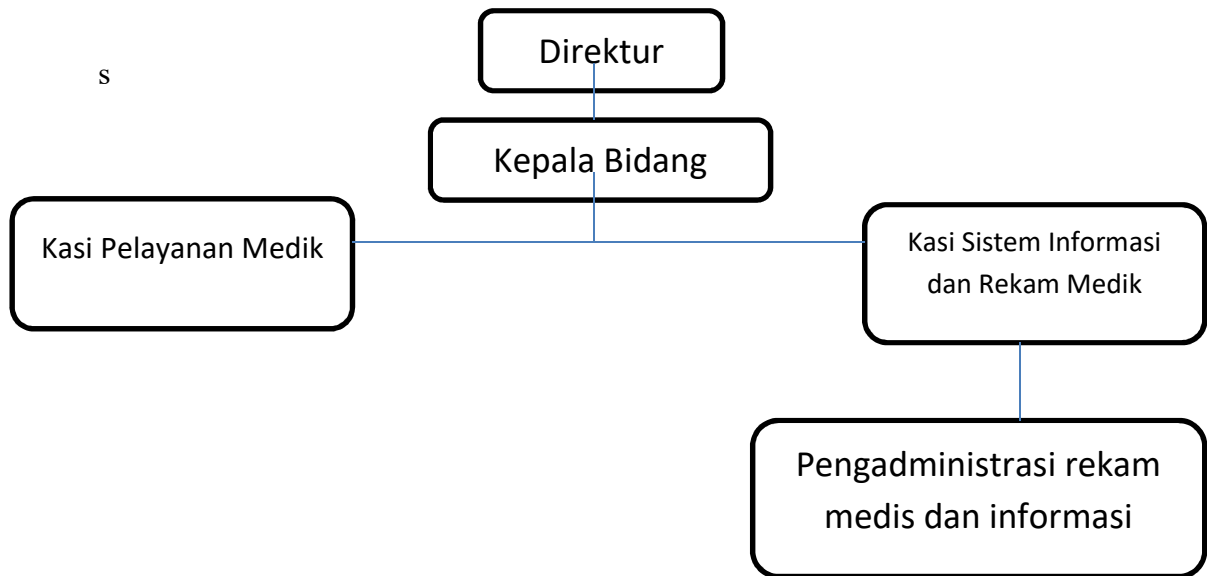 Direktur
s
Kepala Bidang
Kasi Pelayanan Medik
Kasi Sistem Informasi
dan Rekam Medik
Pengadministrasi rekam
medis dan informasi